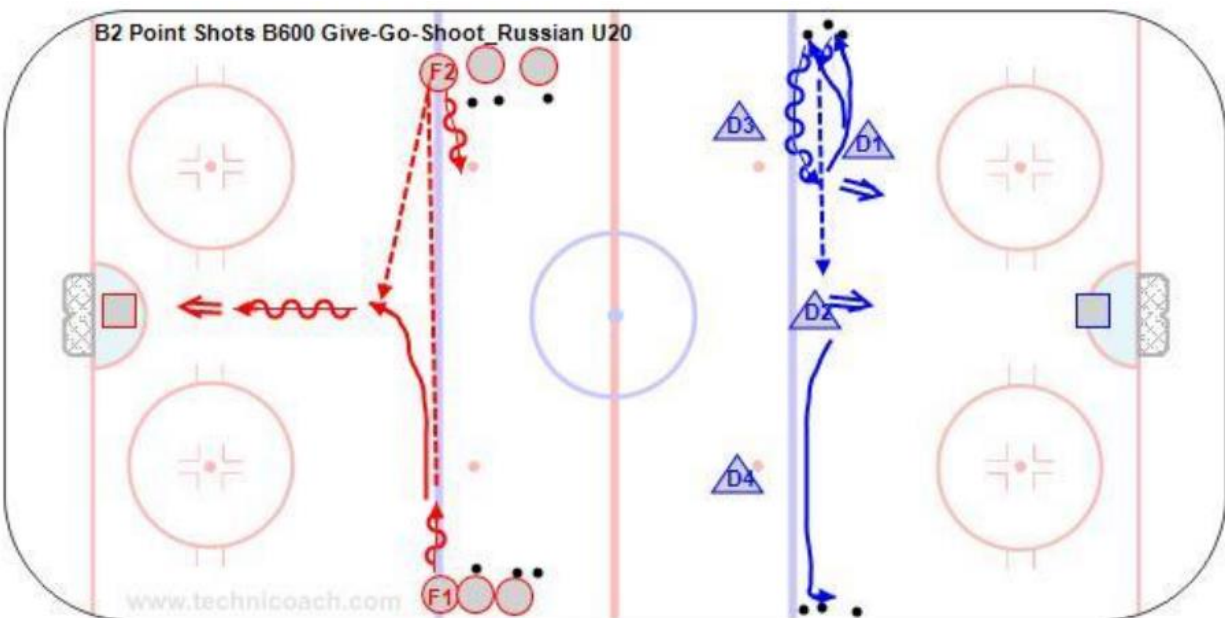 B2 Point Shots B600 Give-Go-Shoot_Russian U20
F2
D3
D1
D2
D4
F1
www.technicoach.com